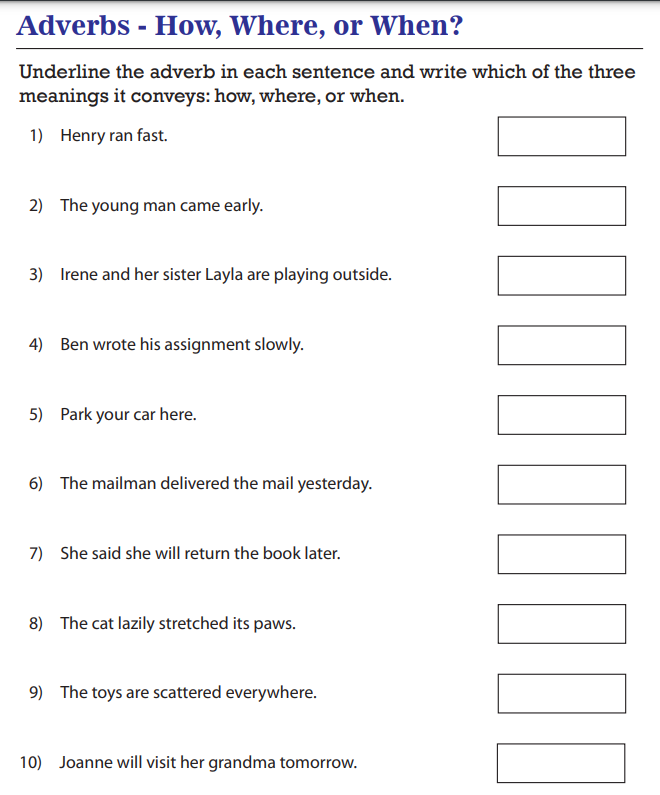 Adverbs - How, Where, or When?
Underline the adverb in each sentence and write which of the three
meanings it conveys: how, where, or when.
1) Henry ran fast.
2) The young man came early.
3) Irene and her sister Layla are playing outside.
4) Ben wrote his assignment slowly.
5) Park your car here.
6) The mailman delivered the mail yesterday.
7) She said she will return the book later.
8) The cat lazily stretched its paws.
9) The toys are scattered everywhere.
10) Joanne will visit her grandma tomorrow.